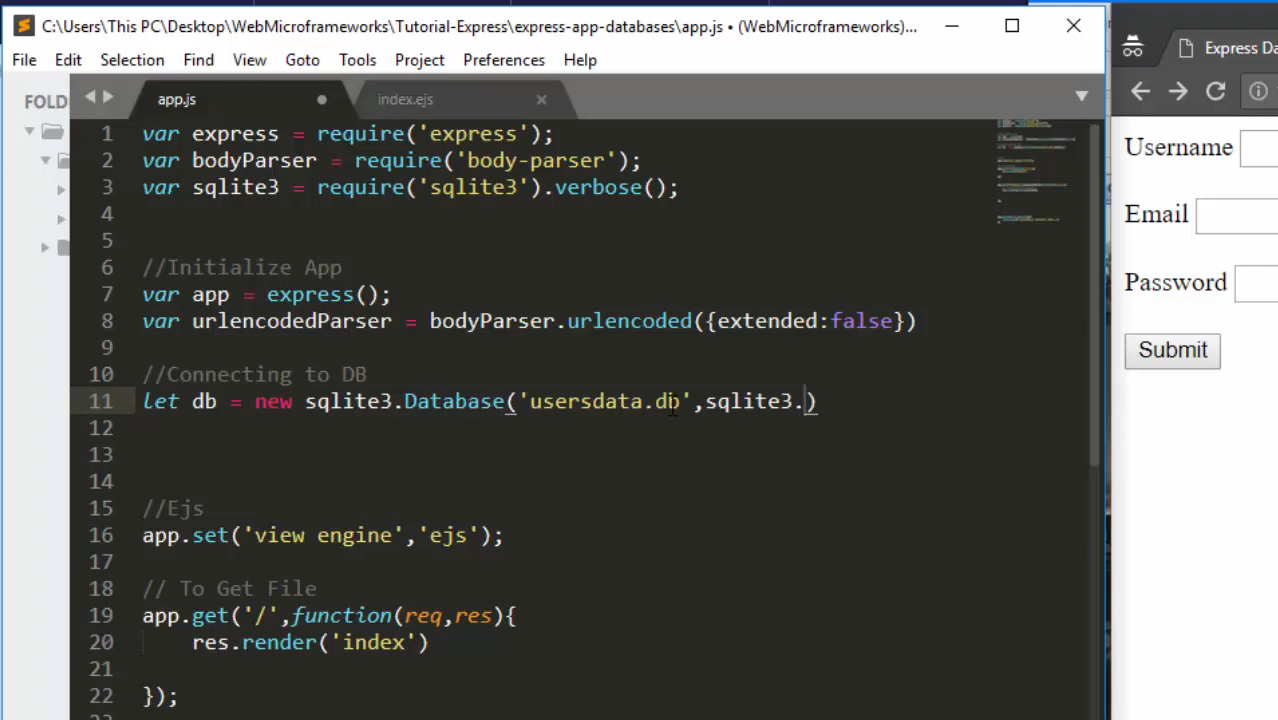 C:\Users\This PC\Desktop\WebMicroframeworks\Tutorial-Express\express-app-databases\app.js • (WebMicroframeworks)...
File Edit Selection Find View Goto Tools Project Preferences Help
FOLD
app.js index.ejs
1 var express = require('express');
2 var bodyParser = require('body-parser');
3 var sqlite3 = require('sqlite3').verbose();
4
5
6 //Initialize App
7 var app = express();
8 var urlencodedParser = bodyParser.urlencoded({extended:false})
9
10 //Connecting to DB
11 let db = new sqlite3.Database('usersdata.db',sqlite3.)
12
13
14
15 //Ejs
16 app.set('view engine','ejs');
17
18 // To Get File
19 app.get('/',function(req,res){
20 res.render('index')
21
22 });
Express Da
Username
Email
Password
Submit